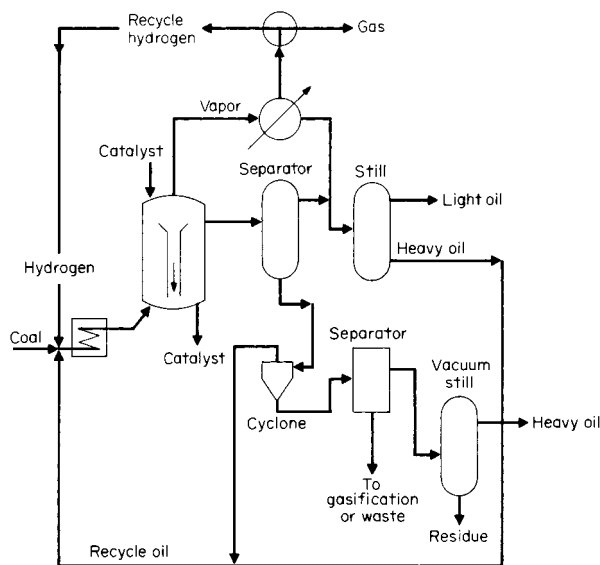 Recycle
hydrogen
Gas
Vapor
Catalyst
Separator
Still
Light oil
Heavy oil
Hydrogen
Coal
Catalyst
Separator
Vacuum
still
Cyclone
Heavy oil
To
gasification
or waste
Residue
Recycle oil